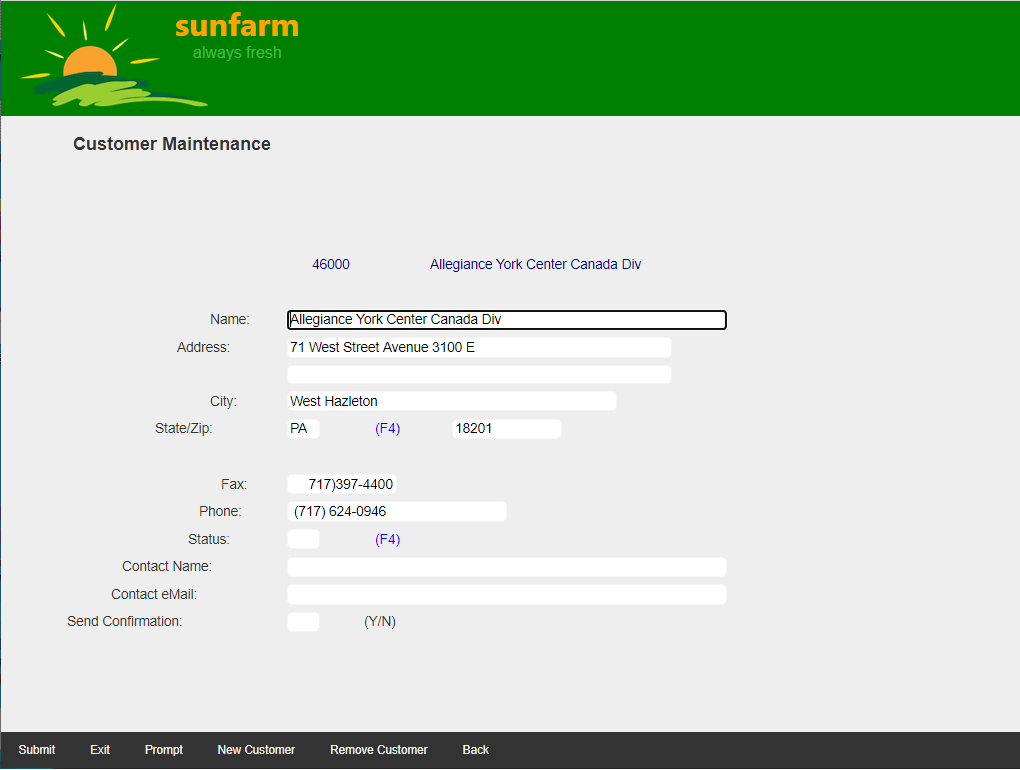 sunfarm
always fresh
Customer Maintenance
46000 Allegiance York Center Canada Div
Name: Allegiance York Center Canada Div
Address: 71 West Street Avenue 3100 E
City: West Hazleton
State/Zip: PA (F4) 18201
Fax: 717)397-4400
Phone: (717) 624-0946
Status: (F4)
Contact Name:
Contact eMail:
Send Confirmation: (Y/N)
Submit Exit Prompt New Customer Remove Customer Back